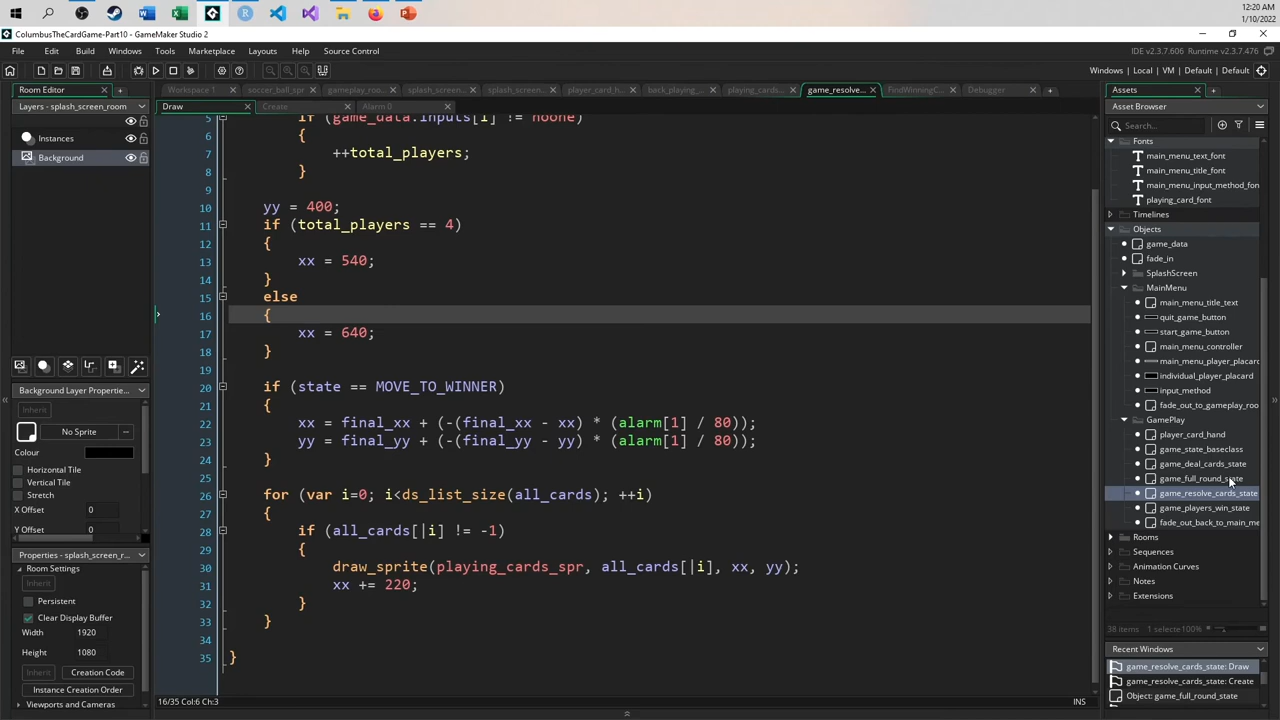 12:20 AM
1/10/2022
ColumbusTheCardGame-Part10 - GameMaker Studio 2
File Edit Build Windows Tools Marketplace Layouts Source Control
IDE v2.3.7.606 Runtime v2.3.7.476
Windows | Local | VM | Default | Default
Room Editor
Workspace 1 soccer_ball_spr gameplay_roo... splash_screen... splash_screen... player_card_h... back_playing_... playing_cards... game_resolve... FindWinningC... Debugger
Assets
Layers - splash_screen_room
Draw Create Alarm 0
Asset Browser
Search...
Instances
Background
5 if (game_data.inputs[i] != noone)
6 {
7 ++total_players;
8 }
9
10 yy = 400;
11 if (total_players == 4)
12 {
13 xx = 540;
14 }
15 else
16 {
17 xx = 640;
18 }
19
20 if (state == MOVE_TO_WINNER)
21 {
22 xx = final_xx + (-(final_xx - xx) * (alarm[1] / 80));
23 yy = final_yy + (-(final_yy - yy) * (alarm[1] / 80));
24 }
25
26 for (var i=0; i<ds_list_size(all_cards); ++i)
27 {
28 if (all_cards[|i] != -1)
29 {
30 draw_sprite(playing_cards_spr, all_cards[|i], xx, yy);
31 xx += 220;
32 }
33 }
34
35 }
16/35 Col:6 Ch:3
INS
Background Layer Properties...
Inherit
No Sprite
Colour
Horizontal Tile
Vertical Tile
Stretch
X Offset 0
Y Offset 0
Properties - splash_screen_r...
Room Settings
Persistent
Clear Display Buffer
Width 1920
Height 1080
Inherit Creation Code
Instance Creation Order
Viewports and Cameras
Fonts
main_menu_text_font
main_menu_title_font
main_menu_input_method_fon
playing_card_font
Timelines
Objects
game_data
fade_in
SplashScreen
MainMenu
main_menu_title_text
quit_game_button
start_game_button
main_menu_controller
main_menu_player_placard
individual_player_placard
input_method
fade_out_to_gameplay_roo
GamePlay
player_card_hand
game_state_baseclass
game_deal_cards_state
game_full_round_state
game_resolve_cards_state
game_players_win_state
fade_out_back_to_main_me
Rooms
Sequences
Animation Curves
Notes
Extensions
38 items 1 selecte 100%
Recent Windows
game_resolve_cards_state: Draw
game_resolve_cards_state: Create
Object: game_full_round_state